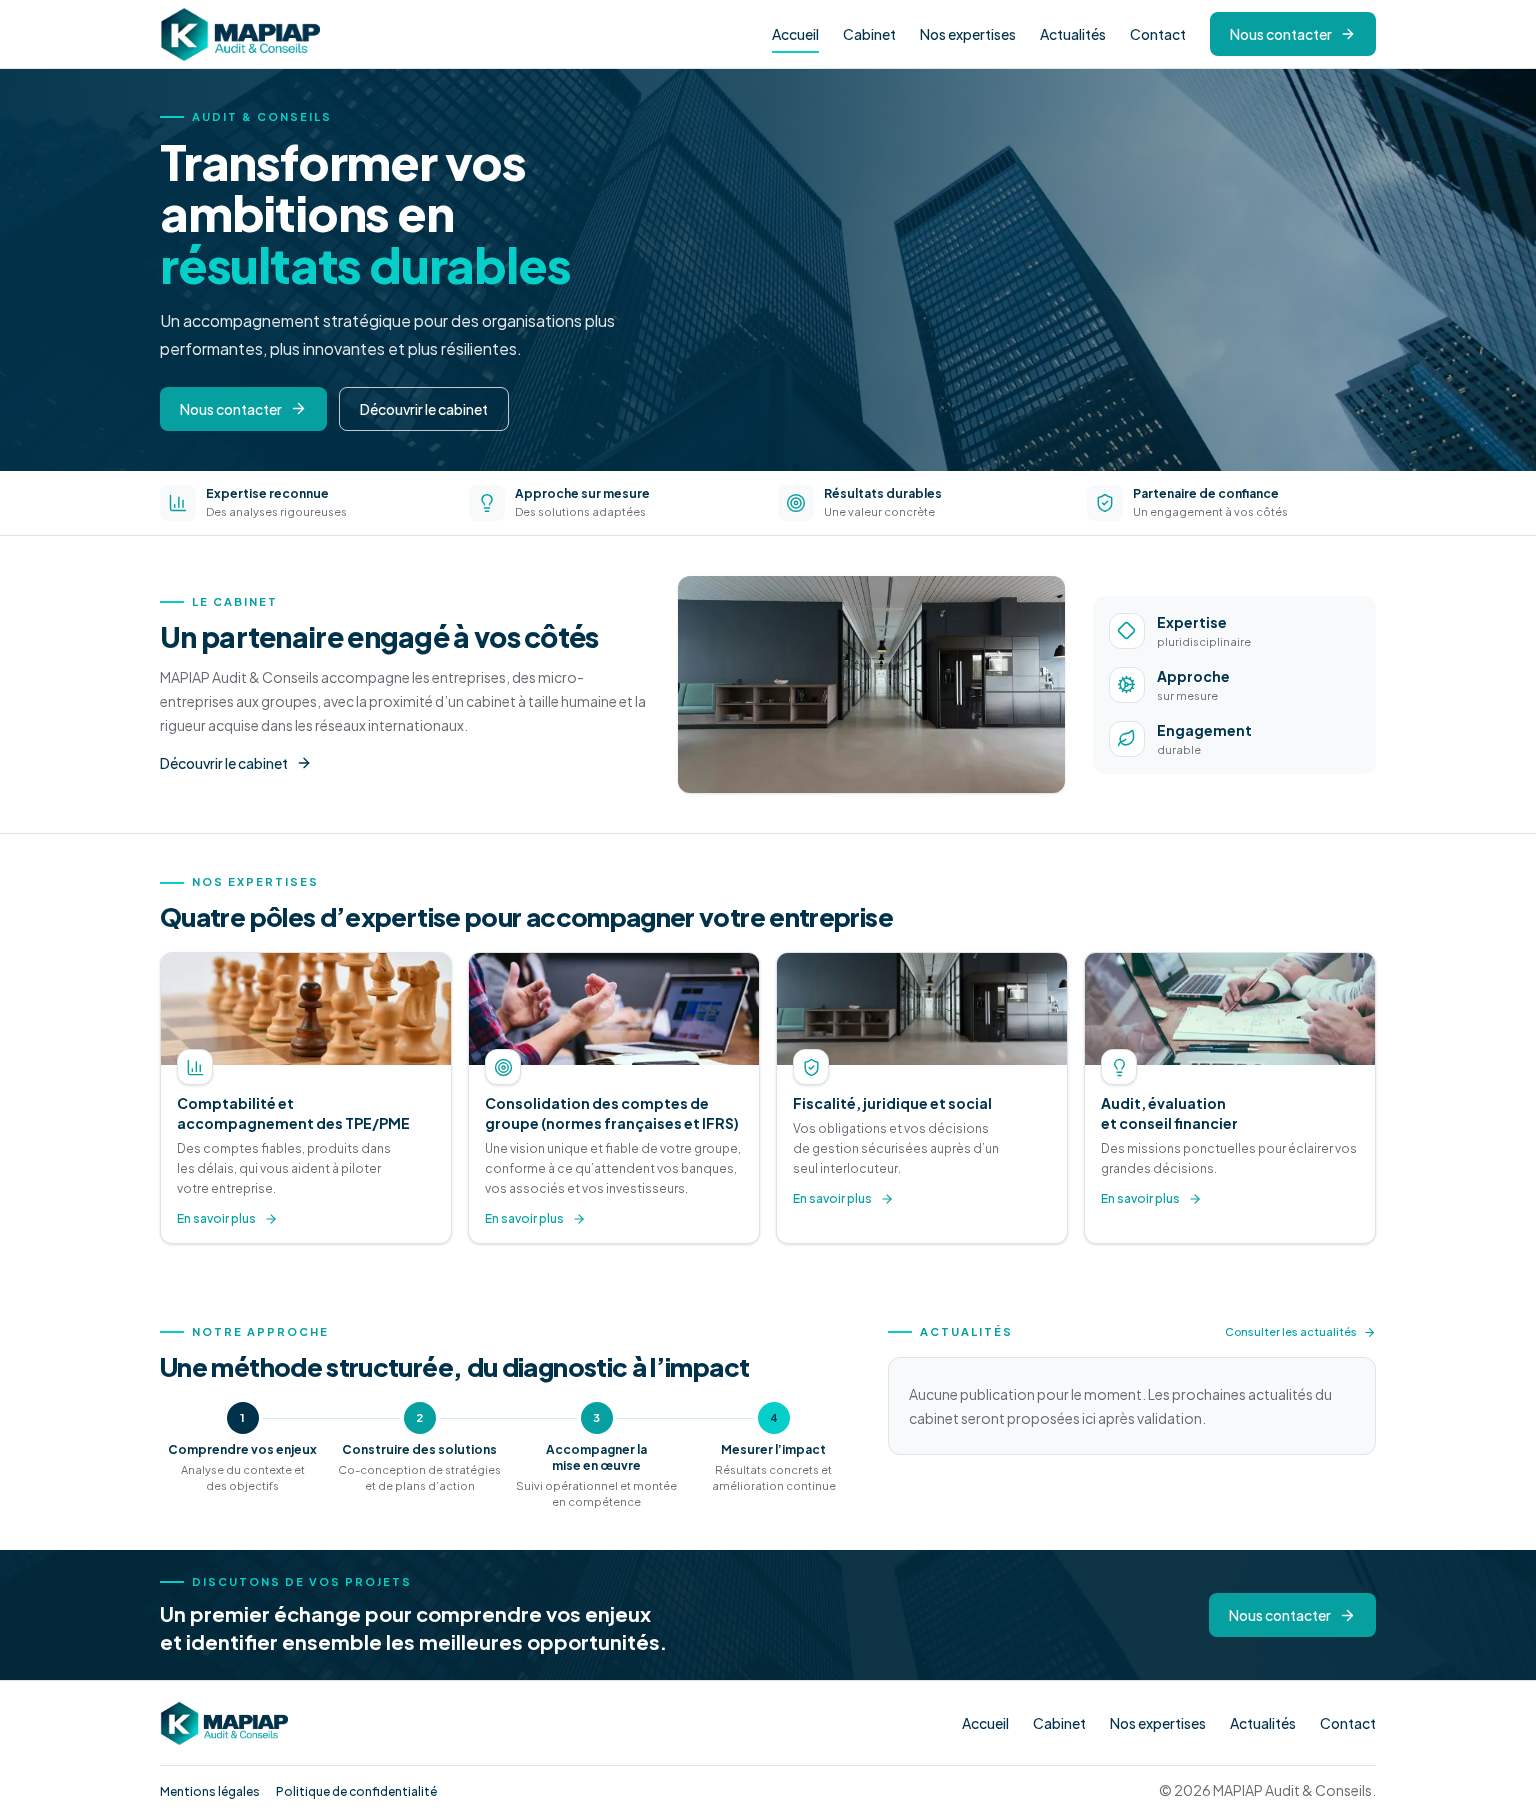 K MAPIAP
Audit & Conseils
Accueil Cabinet Nos expertises Actualités Contact Nous contacter
AUDIT & CONSEILS
Transformer vos
ambitions en
résultats durables
Un accompagnement stratégique pour des organisations plus
performantes, plus innovantes et plus résilientes.
Nous contacter Découvrir le cabinet
Expertise reconnue
Des analyses rigoureuses
Approche sur mesure
Des solutions adaptées
Résultats durables
Une valeur concrète
Partenaire de confiance
Un engagement à vos côtés
LE CABINET
Un partenaire engagé à vos côtés
MAPIAP Audit & Conseils accompagne les entreprises, des micro-
entreprises aux groupes, avec la proximité d’un cabinet à taille humaine et la
rigueur acquise dans les réseaux internationaux.
Découvrir le cabinet
Expertise
pluridisciplinaire
Approche
sur mesure
Engagement
durable
NOS EXPERTISES
Quatre pôles d’expertise pour accompagner votre entreprise
Comptabilité et
accompagnement des TPE/PME
Des comptes fiables, produits dans
les délais, qui vous aident à piloter
votre entreprise.
En savoir plus
Consolidation des comptes de
groupe (normes françaises et IFRS)
Une vision unique et fiable de votre groupe,
conforme à ce qu’attendent vos banques,
vos associés et vos investisseurs.
En savoir plus
Fiscalité, juridique et social
Vos obligations et vos décisions
de gestion sécurisées auprès d’un
seul interlocuteur.
En savoir plus
Audit, évaluation
et conseil financier
Des missions ponctuelles pour éclairer vos
grandes décisions.
En savoir plus
NOTRE APPROCHE
Une méthode structurée, du diagnostic à l’impact
1
Comprendre vos enjeux
Analyse du contexte et
des objectifs
2
Construire des solutions
Co-conception de stratégies
et de plans d’action
3
Accompagner la
mise en œuvre
Suivi opérationnel et montée
en compétence
4
Mesurer l’impact
Résultats concrets et
amélioration continue
ACTUALITÉS
Consulter les actualités
Aucune publication pour le moment. Les prochaines actualités du
cabinet seront proposées ici après validation.
DISCUTONS DE VOS PROJETS
Un premier échange pour comprendre vos enjeux
et identifier ensemble les meilleures opportunités.
Nous contacter
K MAPIAP
Audit & Conseils
Accueil Cabinet Nos expertises Actualités Contact
Mentions légales Politique de confidentialité
© 2026 MAPIAP Audit & Conseils.